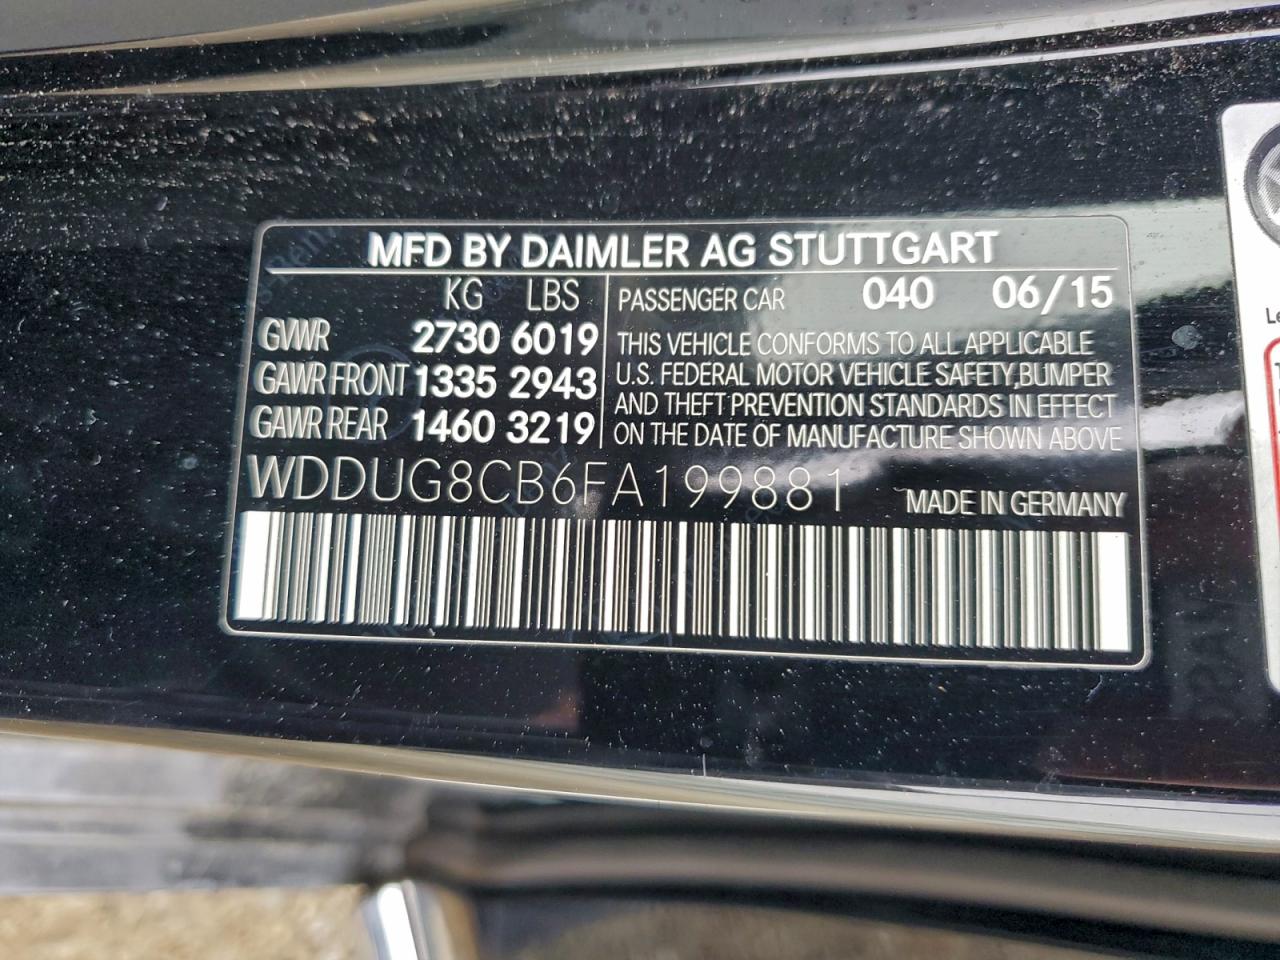 MFD BY DAIMLER AG STUTTGART
KG LBS
PASSENGER CAR 040 06/15
GVWR 2730 6019
GAWR FRONT 1335 2943
GAWR REAR 1460 3219
THIS VEHICLE CONFORMS TO ALL APPLICABLE
U.S. FEDERAL MOTOR VEHICLE SAFETY, BUMPER
AND THEFT PREVENTION STANDARDS IN EFFECT
ON THE DATE OF MANUFACTURE SHOWN ABOVE
WDDUG8CB6FA199881 MADE IN GERMANY